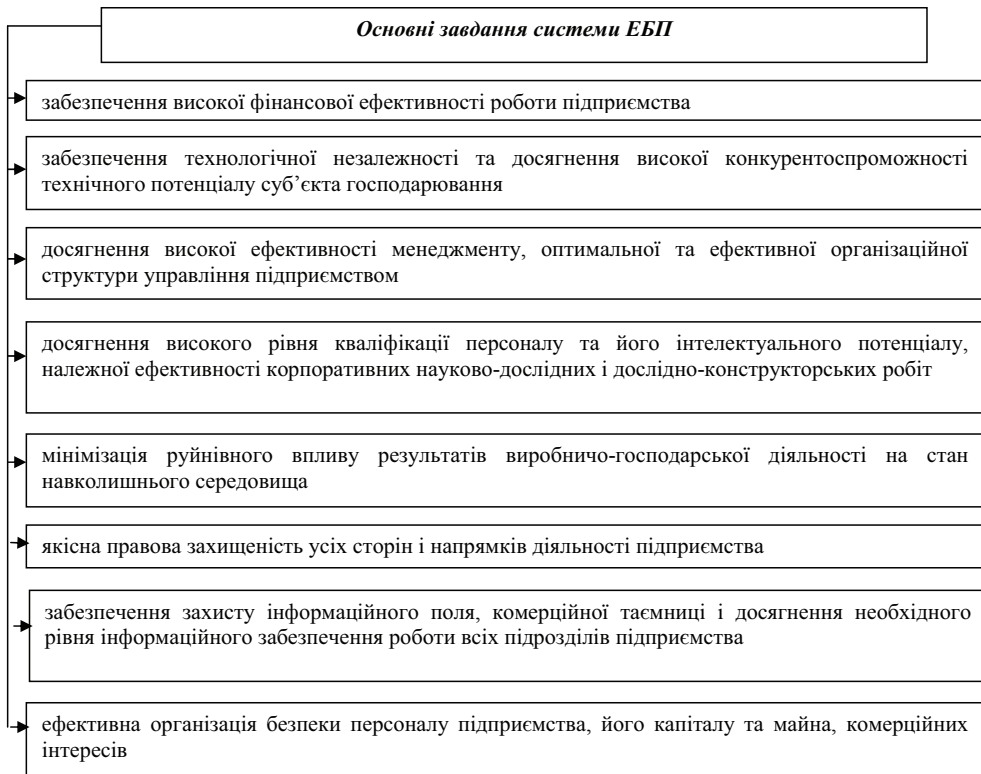 Основні завдання системи ЕБП
забезпечення високої фінансової ефективності роботи підприємства
забезпечення технологічної незалежності та досягнення високої конкурентоспроможності
технічного потенціалу суб’єкта господарювання
досягнення високої ефективності менеджменту, оптимальної та ефективної організаційної
структури управління підприємством
досягнення високого рівня кваліфікації персоналу та його інтелектуального потенціалу,
належної ефективності корпоративних науково-дослідних і дослідно-конструкторських робіт
мінімізація руйнівного впливу результатів виробничо-господарської діяльності на стан
навколишнього середовища
якісна правова захищеність усіх сторін і напрямків діяльності підприємства
забезпечення захисту інформаційного поля, комерційної таємниці і досягнення необхідного
рівня інформаційного забезпечення роботи всіх підрозділів підприємства
ефективна організація безпеки персоналу підприємства, його капіталу та майна, комерційних
інтересів